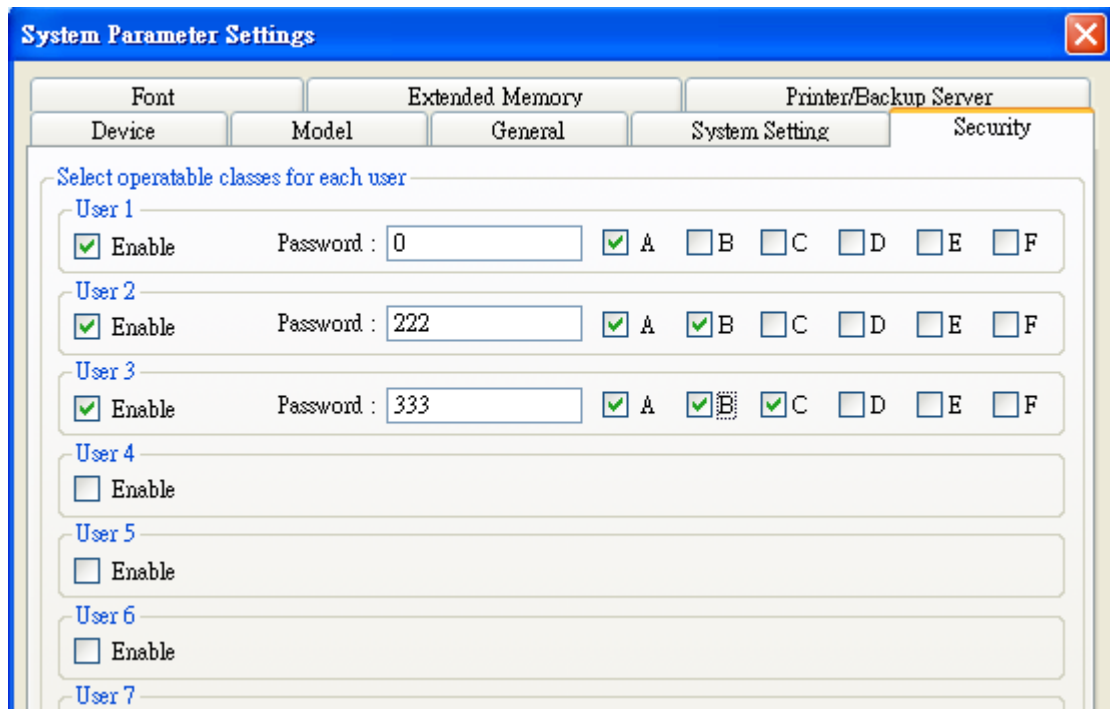 System Parameter Settings
Font Extended Memory Printer/Backup Server
Device Model General System Setting Security
Select operatable classes for each user
User 1
Enable Password : 0 A B C D E F
User 2
Enable Password : 222 A B C D E F
User 3
Enable Password : 333 A B C D E F
User 4
Enable
User 5
Enable
User 6
Enable
User 7